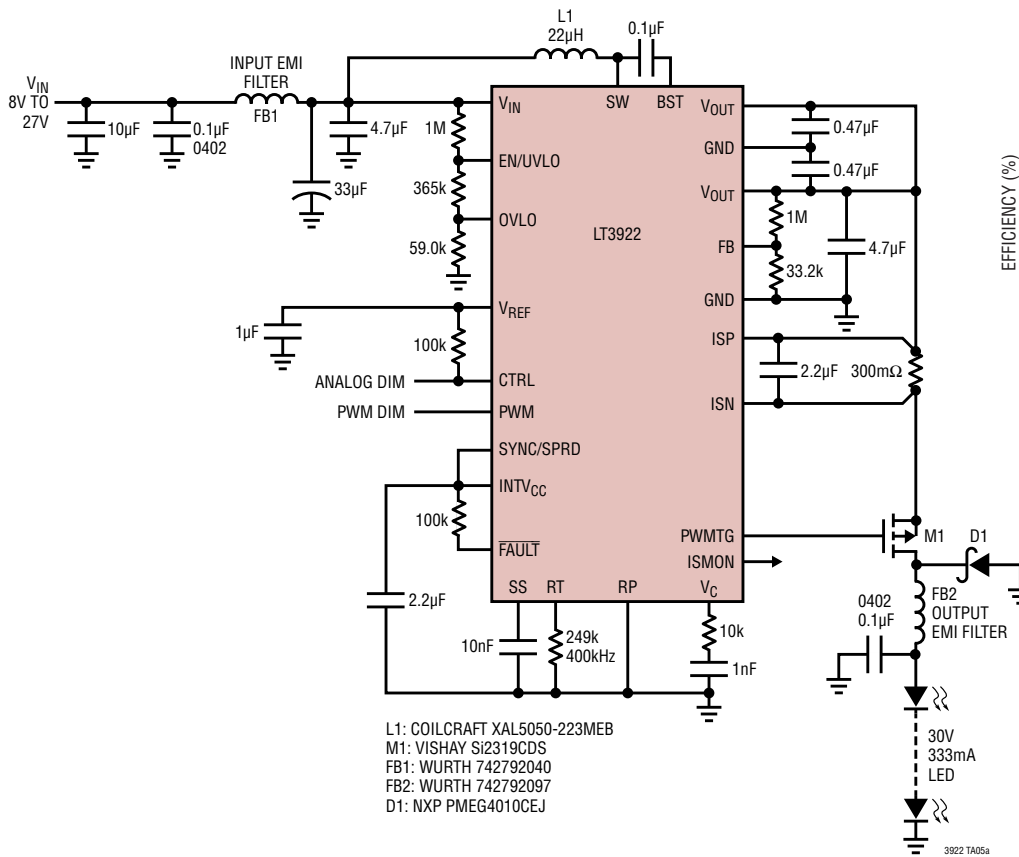 V_IN
8V TO
27V
10µF
0.1µF
0402
INPUT EMI
FILTER
FB1
33µF
4.7µF
L1
22µH
0.1µF
SW
BST
V_IN
1M
EN/UVLO
365k
OVLO
59.0k
V_REF
1µF
100k
ANALOG DIM
CTRL
PWM DIM
PWM
SYNC/SPRD
INTV_CC
100k
FAULT
2.2µF
LT3922
V_OUT
0.47µF
GND
0.47µF
V_OUT
1M
FB
33.2k
4.7µF
GND
ISP
2.2µF
300mΩ
ISN
PWMTG
ISMON
M1
D1
SS
RT
RP
V_C
10nF
249k
400kHz
10k
1nF
FB2
OUTPUT
EMI FILTER
0402
0.1µF
30V
333mA
LED
L1: COILCRAFT XAL5050-223MEB
M1: VISHAY Si2319CDS
FB1: WURTH 742792040
FB2: WURTH 742792097
D1: NXP PMEG4010CEJ
3922 TA05a
EFFICIENCY (%)